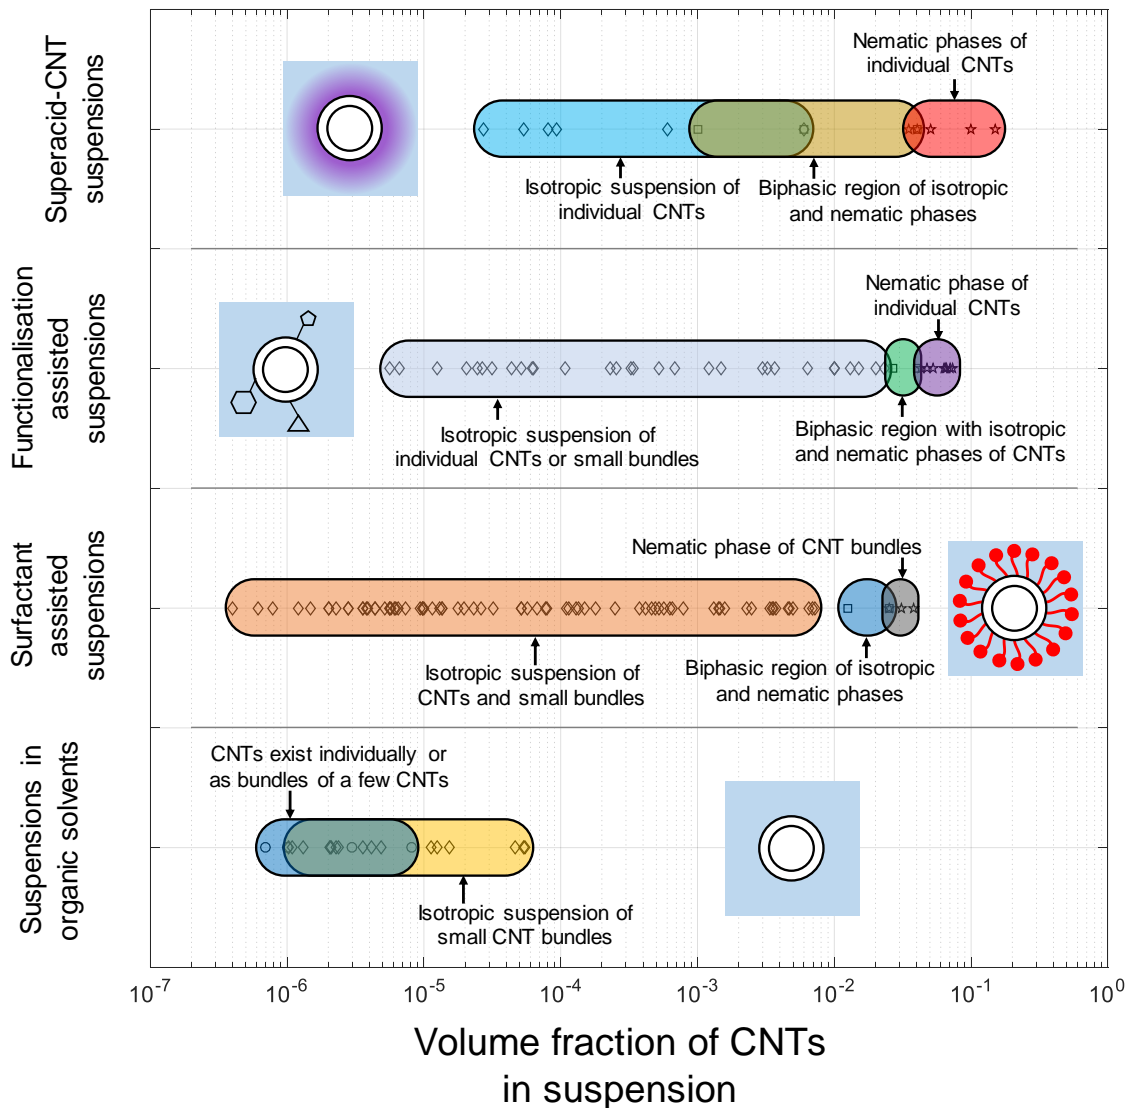 Superacid-CNT
suspensions
Nematic phases of
individual CNTs
Isotropic suspension of
individual CNTs
Biphasic region of isotropic
and nematic phases
Functionalisation
assisted
suspensions
Nematic phase of
individual CNTs
Isotropic suspension of
individual CNTs or small bundles
Biphasic region with isotropic
and nematic phases of CNTs
Surfactant
assisted
suspensions
Nematic phase of CNT bundles
Isotropic suspension of
CNTs and small bundles
Biphasic region of isotropic
and nematic phases
Suspensions in
organic solvents
CNTs exist individually or
as bundles of a few CNTs
Isotropic suspension of
small CNT bundles
10^-7 10^-6 10^-5 10^-4 10^-3 10^-2 10^-1 10^0
Volume fraction of CNTs
in suspension